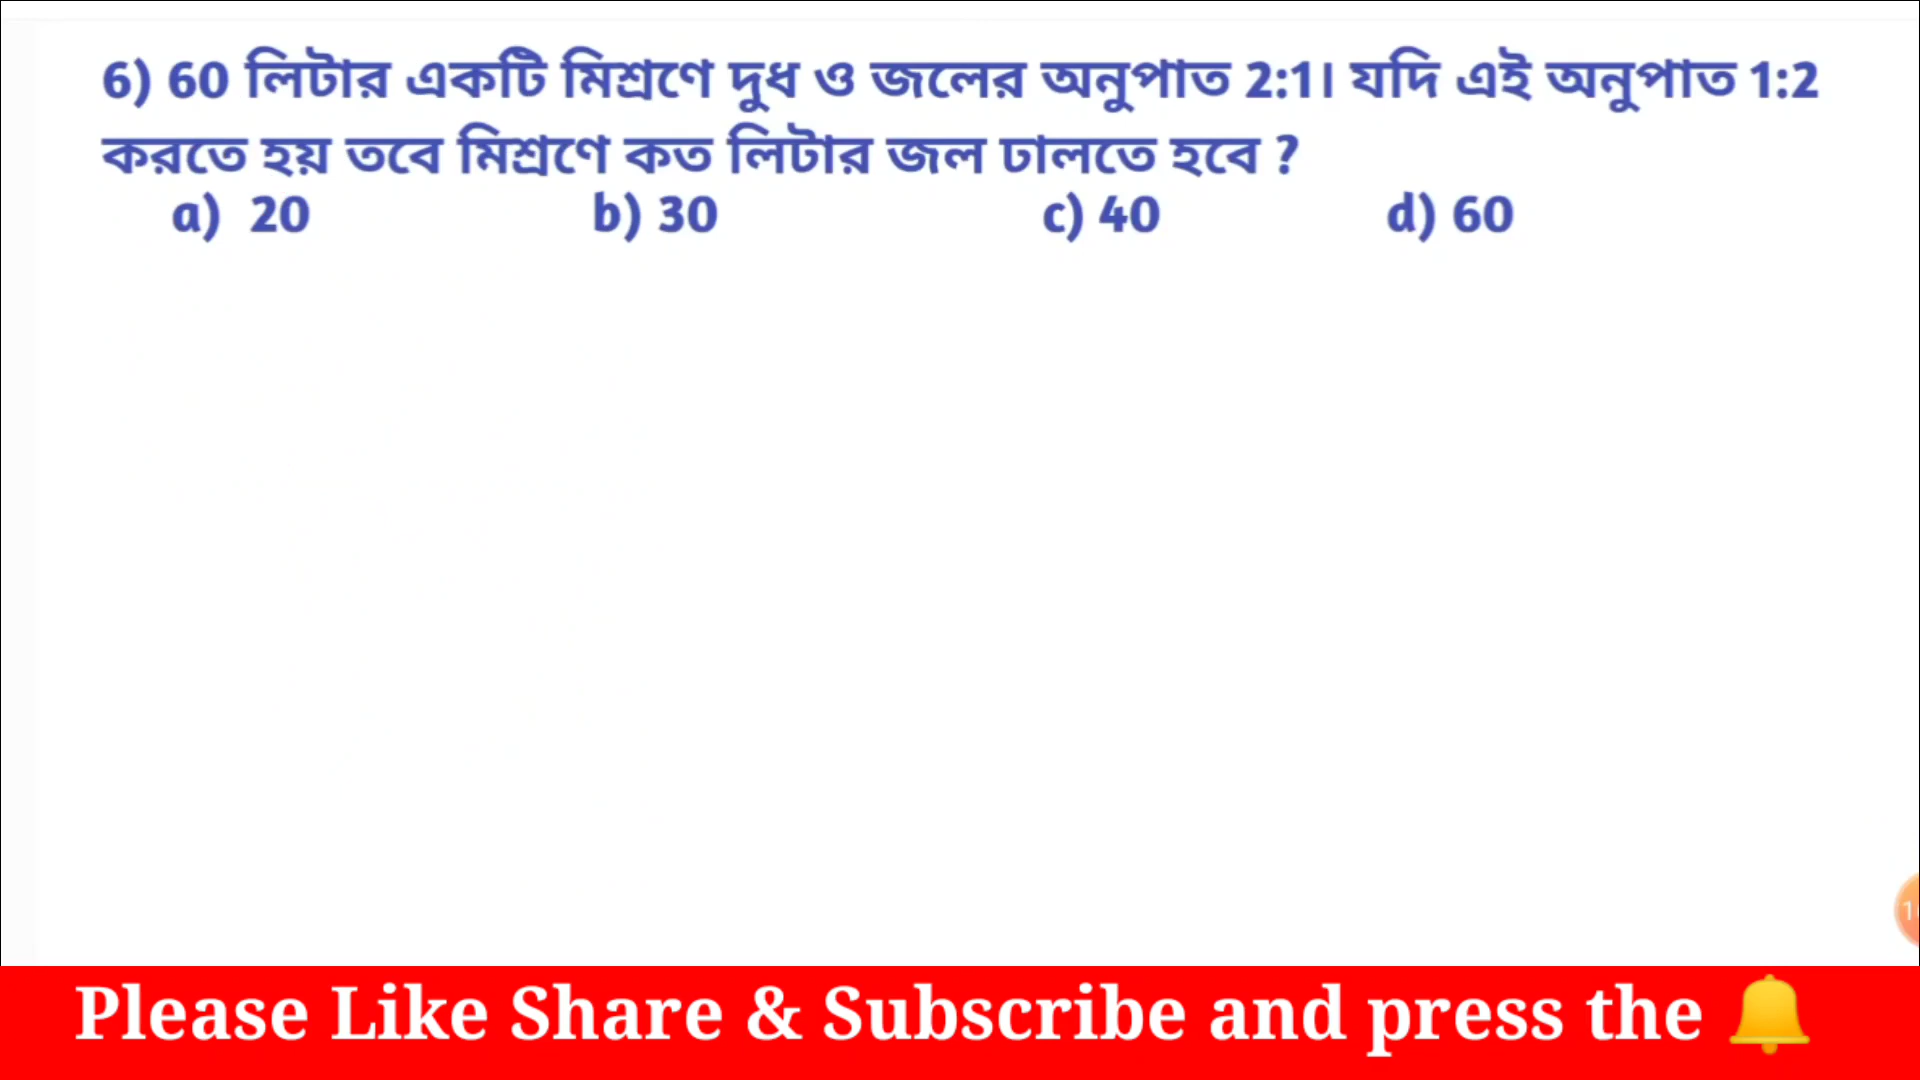 6) 60 লিটার একটি মিশ্রণে দুধ ও জলের অনুপাত 2:1। যদি এই অনুপাত 1:2
করতে হয় তবে মিশ্রণে কত লিটার জল ঢালতে হবে ?
a) 20 b) 30 c) 40 d) 60
Please Like Share & Subscribe and press the 🔔